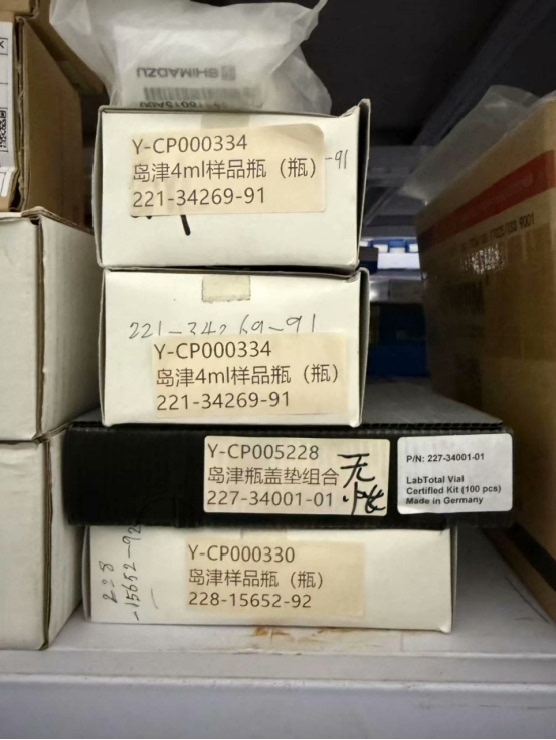 SHIMADZU
Y-CP000334
岛津4ml样品瓶（瓶）
221-34269-91
-91
221-34269-91
Y-CP000334
岛津4ml样品瓶（瓶）
221-34269-91
Y-CP005228
岛津瓶盖垫组合
227-34001-01
无
P/N: 227-34001-01
LabTotal Vial
Certified Kit (100 pcs)
Made in Germany
228
-15652-92
Y-CP000330
岛津样品瓶（瓶）
228-15652-92